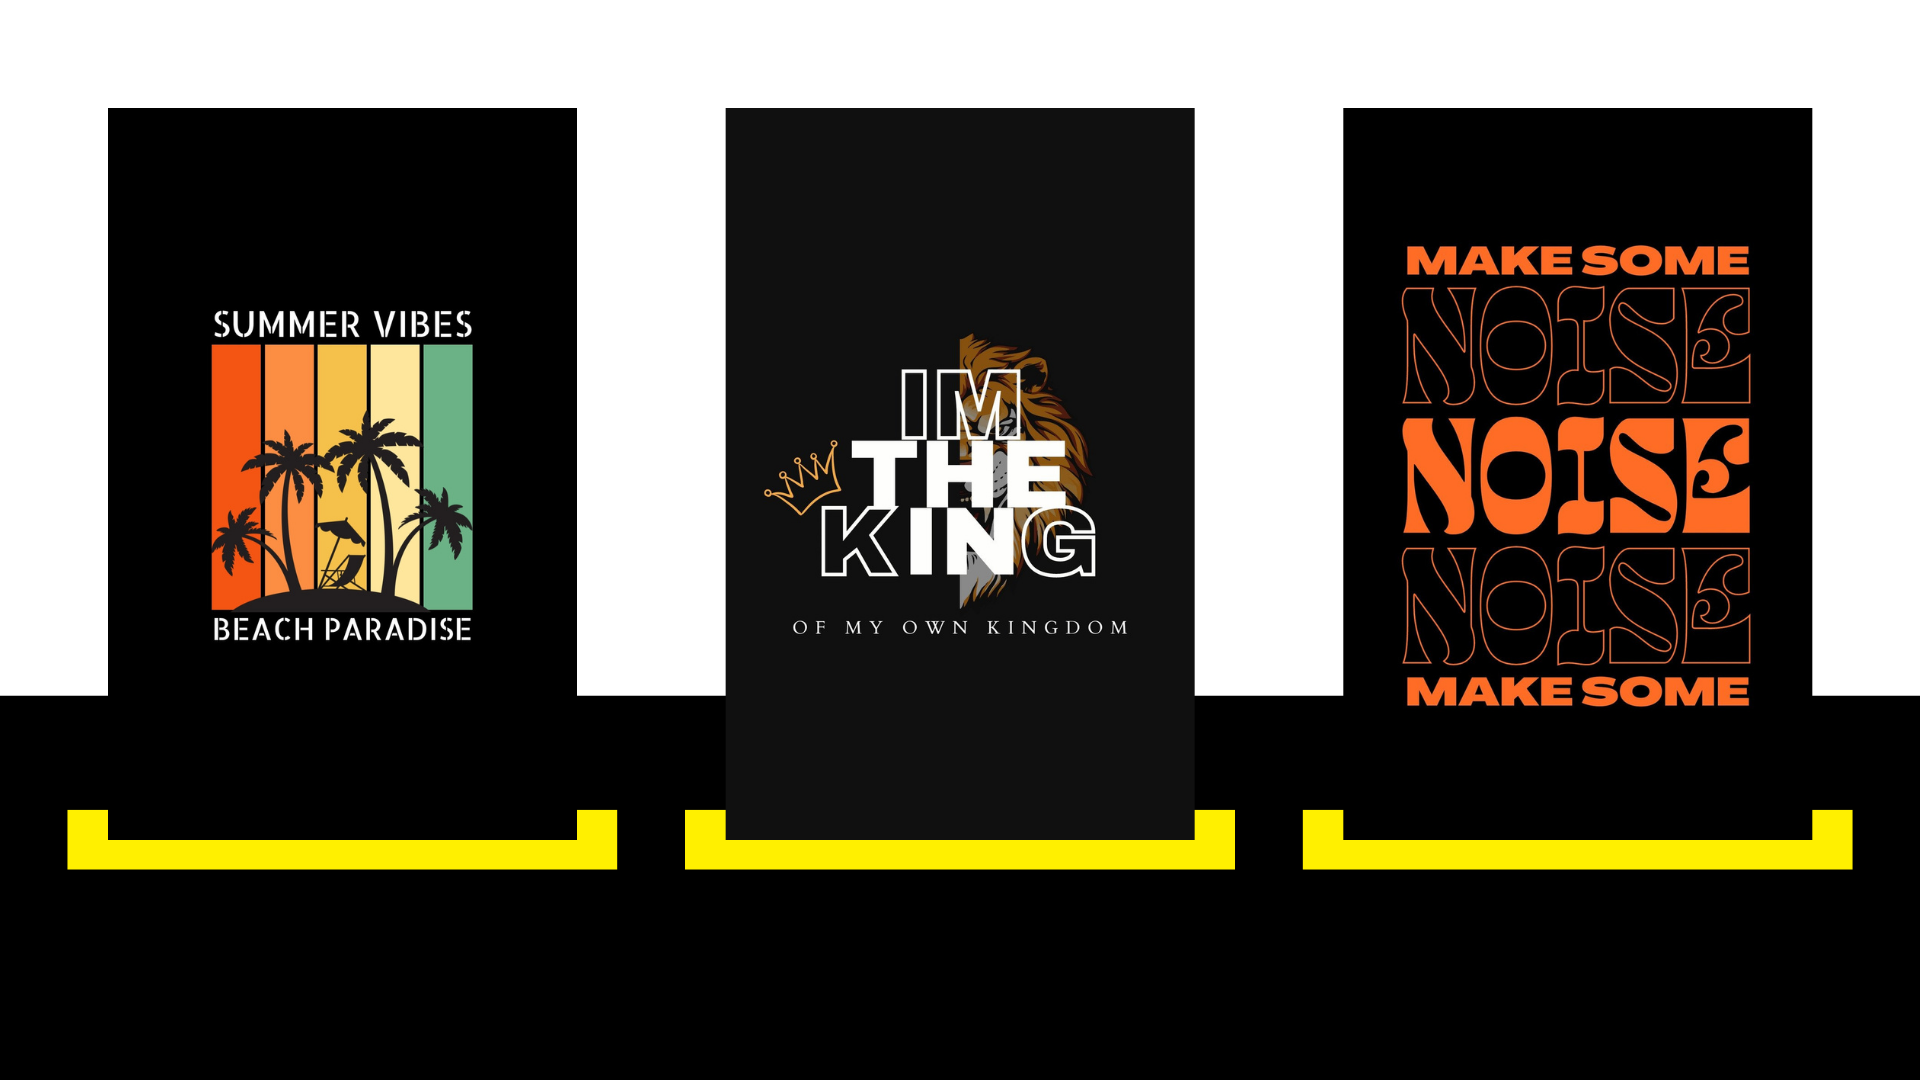 SUMMER VIBES
BEACH PARADISE
IM
THE
KING
OF MY OWN KINGDOM
MAKE SOME
NOISE
NOISE
NOISE
MAKE SOME